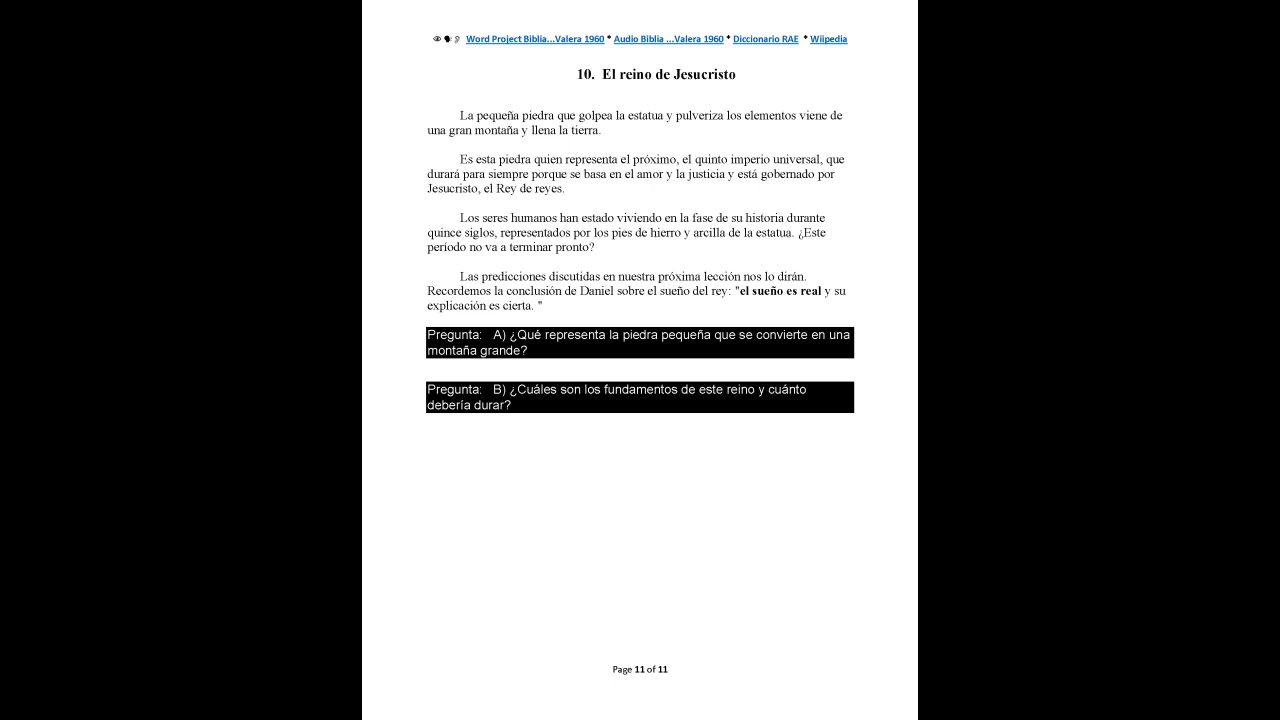 Word Project Biblia...Valera 1960 * Audio Biblia ...Valera 1960 * Diccionario RAE * Wiipedia
10. El reino de Jesucristo
La pequeña piedra que golpea la estatua y pulveriza los elementos viene de
una gran montaña y llena la tierra.
Es esta piedra quien representa el próximo, el quinto imperio universal, que
durará para siempre porque se basa en el amor y la justicia y está gobernado por
Jesucristo, el Rey de reyes.
Los seres humanos han estado viviendo en la fase de su historia durante
quince siglos, representados por los pies de hierro y arcilla de la estatua. ¿Este
período no va a terminar pronto?
Las predicciones discutidas en nuestra próxima lección nos lo dirán.
Recordemos la conclusión de Daniel sobre el sueño del rey: "el sueño es real y su
explicación es cierta. "
Pregunta: A) ¿Qué representa la piedra pequeña que se convierte en una
montaña grande?
Pregunta: B) ¿Cuáles son los fundamentos de este reino y cuánto
debería durar?
Page 11 of 11